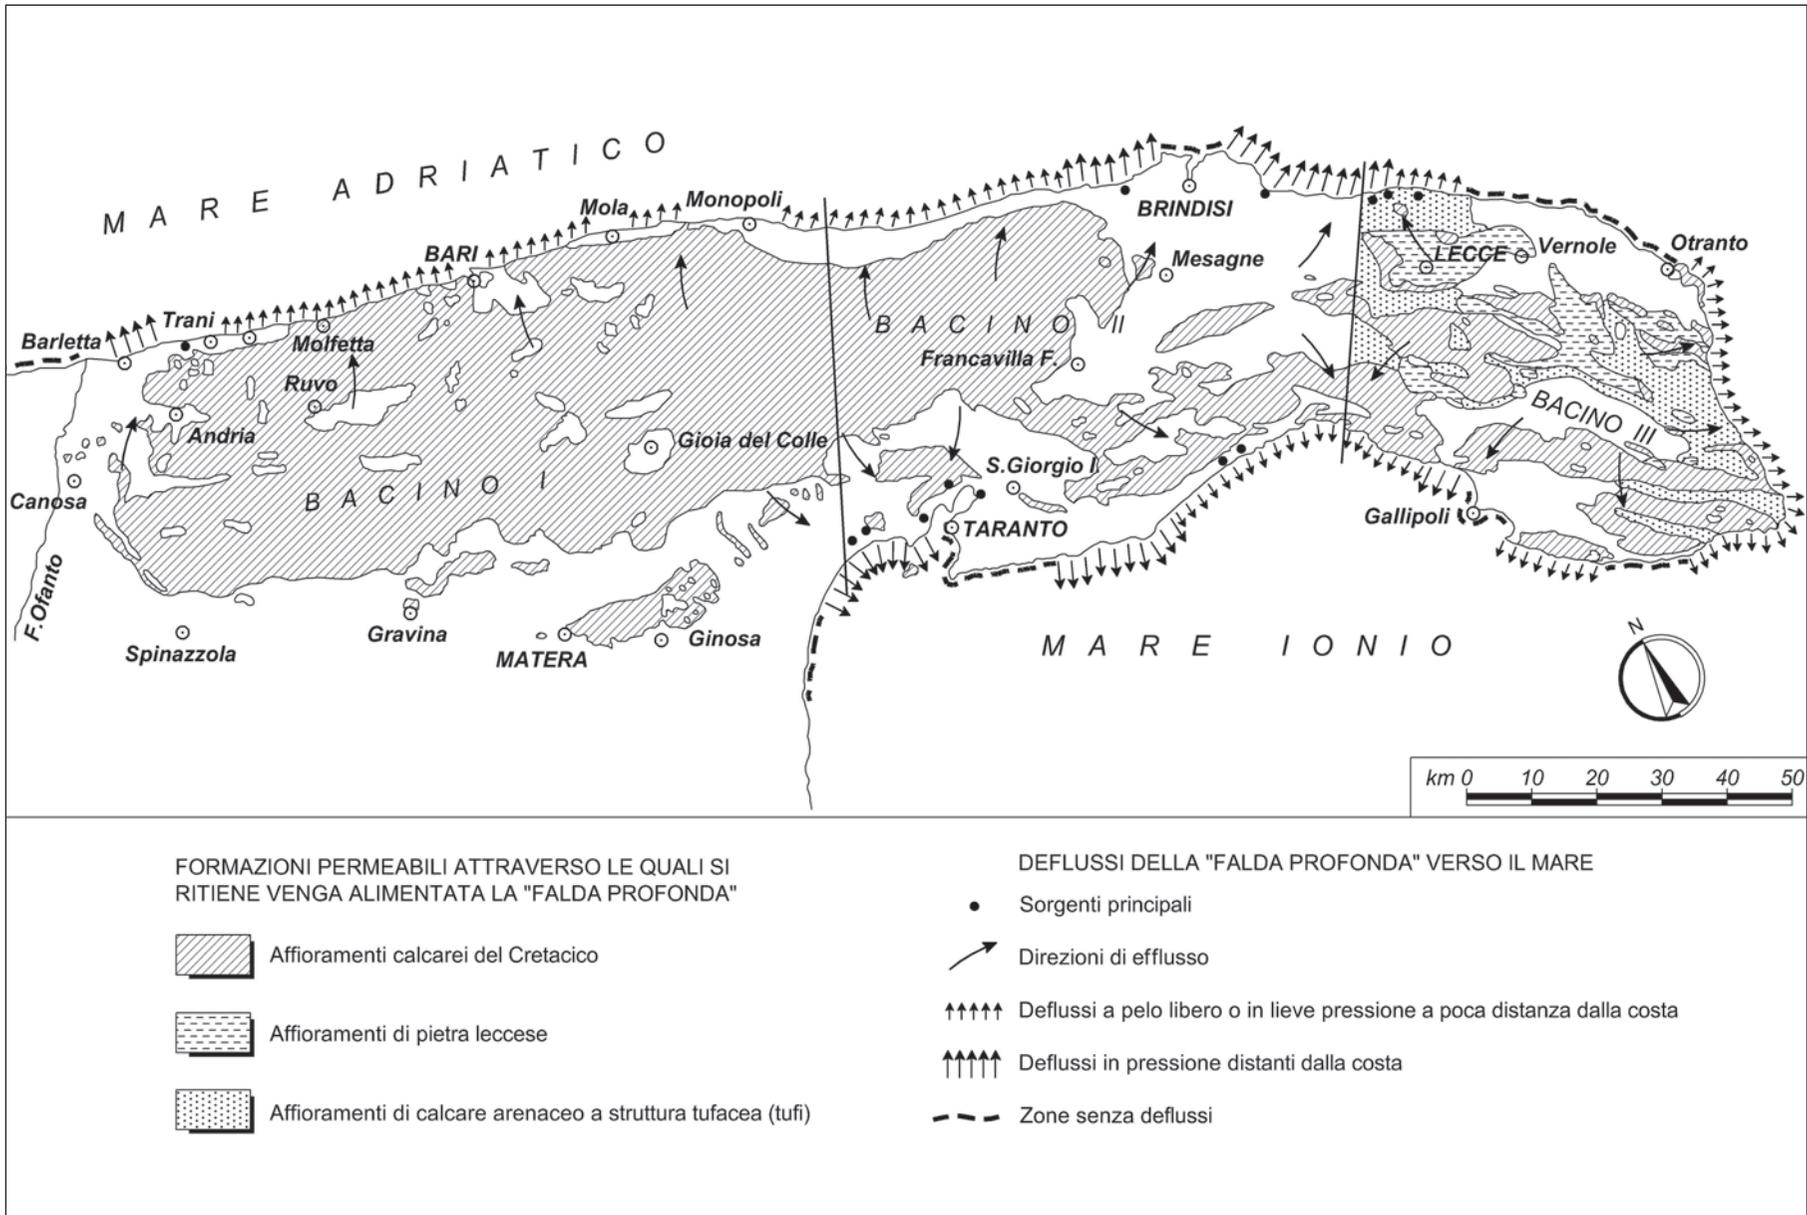 MARE ADRIATICO
Monopoli
Mola
BRINDISI
BARI
LECCE
Vernole
Otranto
Mesagne
Trani
Barletta
Molfetta
BACINO II
Francavilla F.
Ruvo
Andria
Gioia del Colle
BACINO III
S.Giorgio I.
BACINO I
Canosa
TARANTO
Gallipoli
F.Ofanto
Gravina
Ginosa
Spinazzola
MATERA
MARE IONIO
N
km 0 10 20 30 40 50
FORMAZIONI PERMEABILI ATTRAVERSO LE QUALI SI
RITIENE VENGA ALIMENTATA LA "FALDA PROFONDA"
Affioramenti calcarei del Cretacico
Affioramenti di pietra leccese
Affioramenti di calcare arenaceo a struttura tufacea (tufi)
DEFLUSSI DELLA "FALDA PROFONDA" VERSO IL MARE
Sorgenti principali
Direzioni di efflusso
Deflussi a pelo libero o in lieve pressione a poca distanza dalla costa
Deflussi in pressione distanti dalla costa
Zone senza deflussi